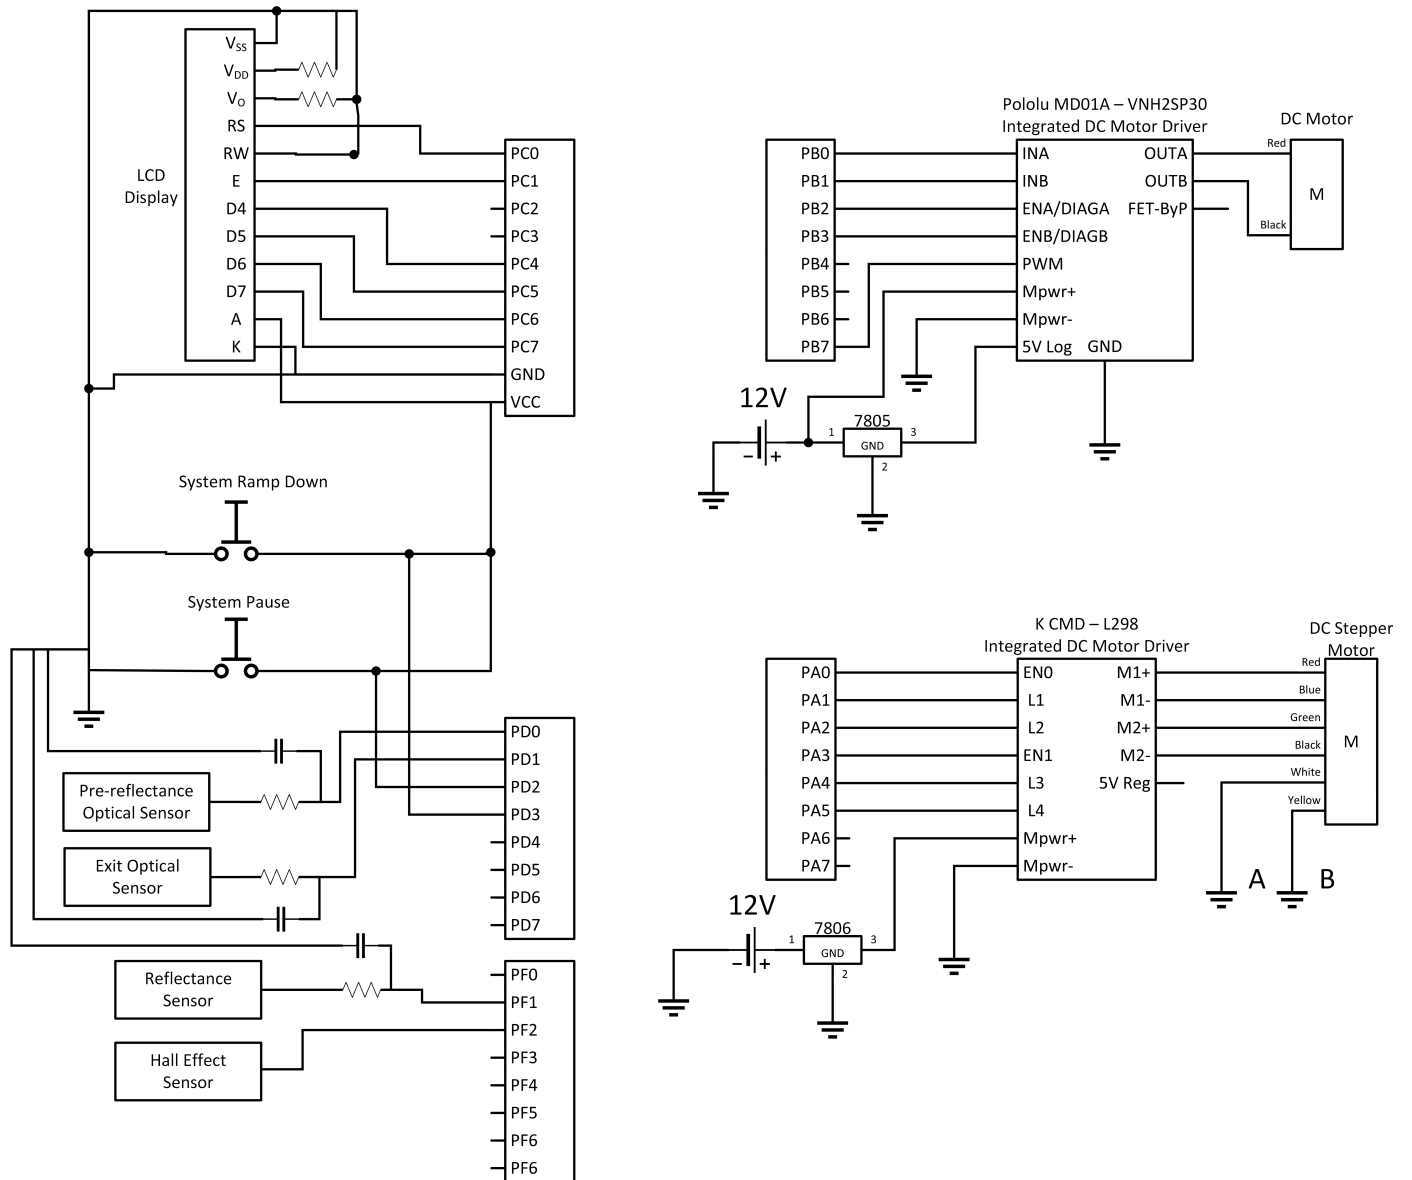 V_SS
V_DD
V_O
RS
RW
E
D4
D5
D6
D7
A
K
LCD
Display
PC0
PC1
PC2
PC3
PC4
PC5
PC6
PC7
GND
VCC
System Ramp Down
System Pause
PD0
PD1
PD2
PD3
PD4
PD5
PD6
PD7
Pre-reflectance
Optical Sensor
Exit Optical
Sensor
Reflectance
Sensor
Hall Effect
Sensor
PF0
PF1
PF2
PF3
PF4
PF5
PF6
PF6
Pololu MD01A – VNH2SP30
Integrated DC Motor Driver
DC Motor
PB0
PB1
PB2
PB3
PB4
PB5
PB6
PB7
INA
INB
ENA/DIAGA
ENB/DIAGB
PWM
Mpwr+
Mpwr-
5V Log
GND
OUTA
OUTB
FET-ByP
Red
Black
M
12V
− +
1
7805
GND
3
2
K CMD – L298
Integrated DC Motor Driver
DC Stepper
Motor
PA0
PA1
PA2
PA3
PA4
PA5
PA6
PA7
EN0
L1
L2
EN1
L3
L4
Mpwr+
Mpwr-
M1+
M1-
M2+
M2-
5V Reg
Red
Blue
Green
Black
White
Yellow
M
A
B
12V
− +
1
7806
GND
3
2